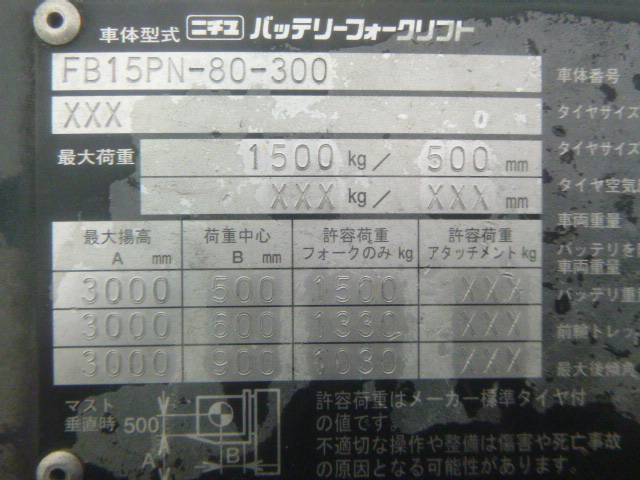 車体型式 ニチユ バッテリーフォークリフト
FB15PN-80-300
車体番号
XXX
タイヤサイズ
最大荷重 1500 kg/ 500 mm
タイヤサイズ
XXX kg/ XXX mm
タイヤ空気
車両重量
最大揚高 荷重中心 許容荷重 許容荷重
A mm B mm フォークのみ kg アタッチメント kg
バッテリを
車両重量
3000 500 1500 XXX
バッテリ重
3000 600 1330 XXX
前輪トレッ
3000 900 1030 XXX
最大後傾
マスト
垂直時 500
A B
許容荷重はメーカー標準タイヤ付
の値です。
不適切な操作や整備は傷害や死亡事故
の原因となる可能性があります。